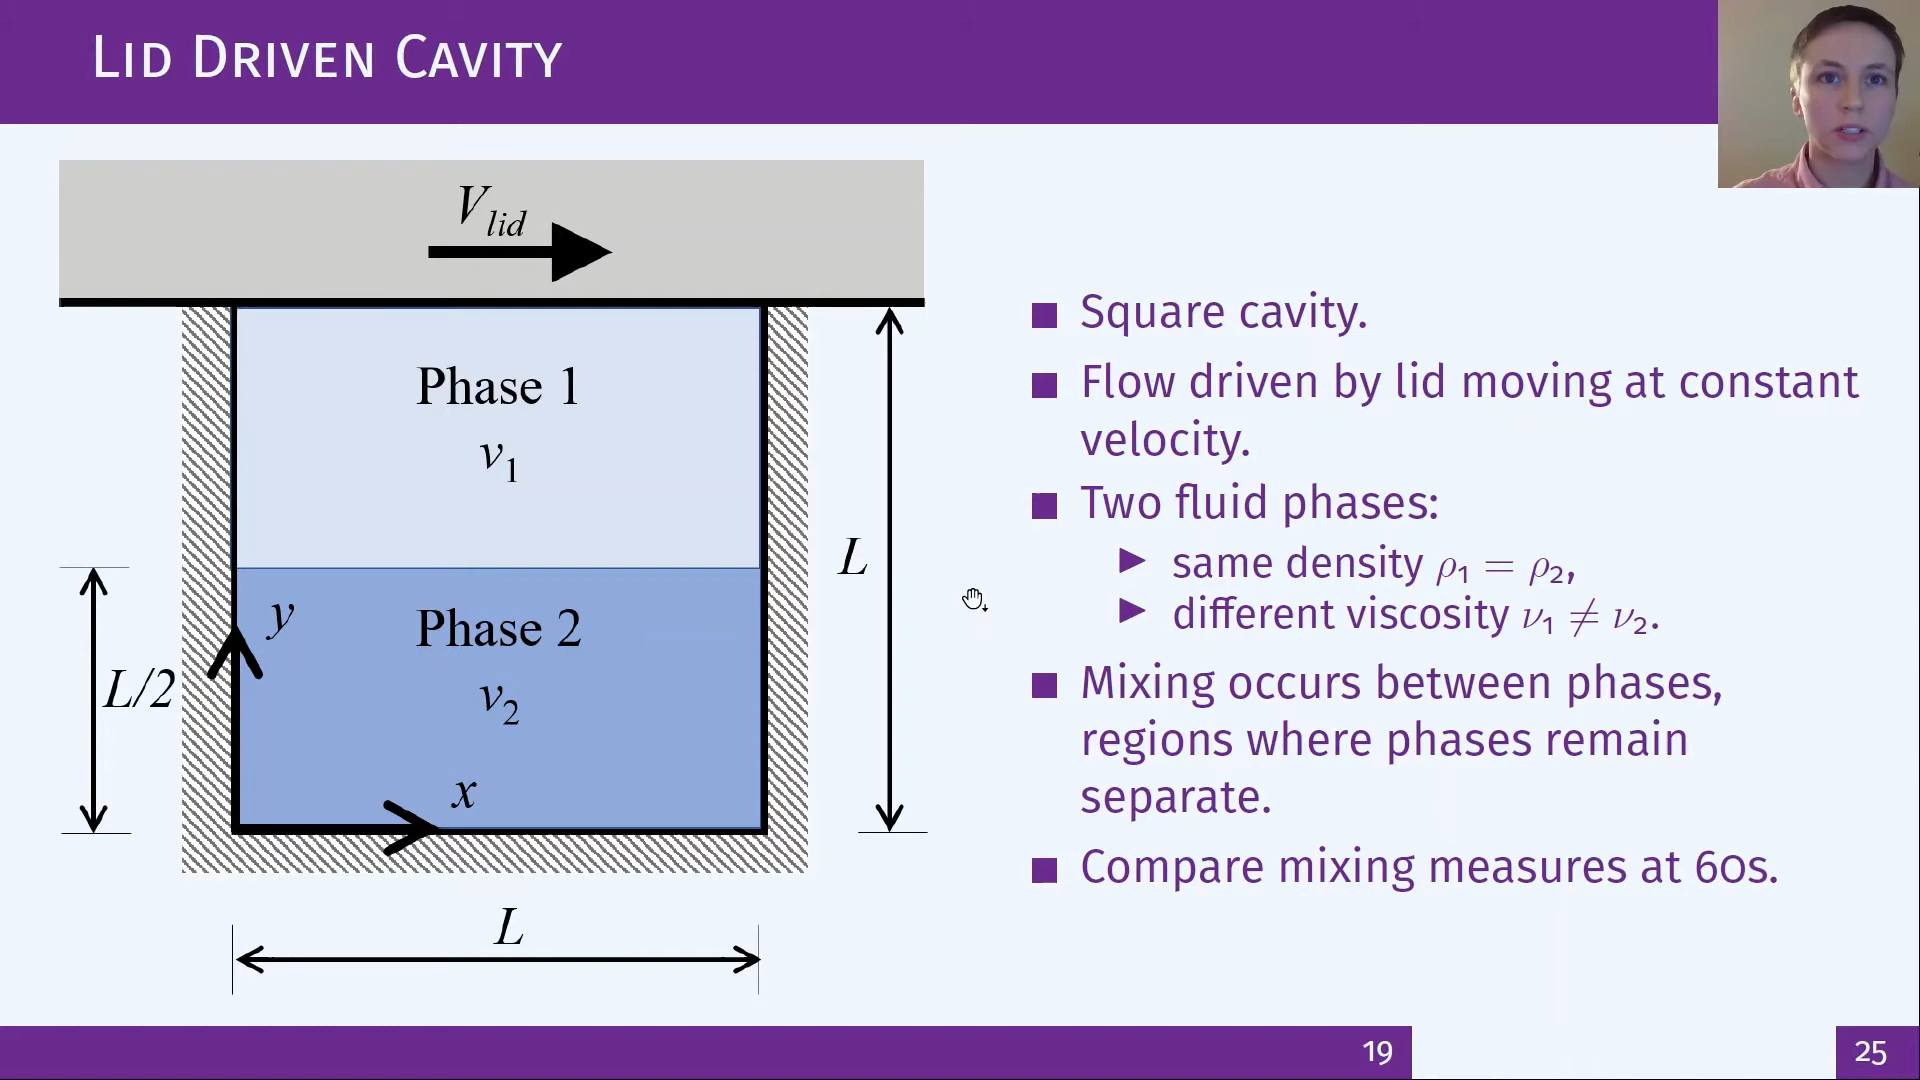 LID DRIVEN CAVITY
V_lid
Phase 1
v_1
L
y
Phase 2
L/2
v_2
x
L
■ Square cavity.
■ Flow driven by lid moving at constant
velocity.
■ Two fluid phases:
▶ same density ρ₁ = ρ₂,
▶ different viscosity ν₁ ≠ ν₂.
■ Mixing occurs between phases,
regions where phases remain
separate.
■ Compare mixing measures at 60s.
19
25